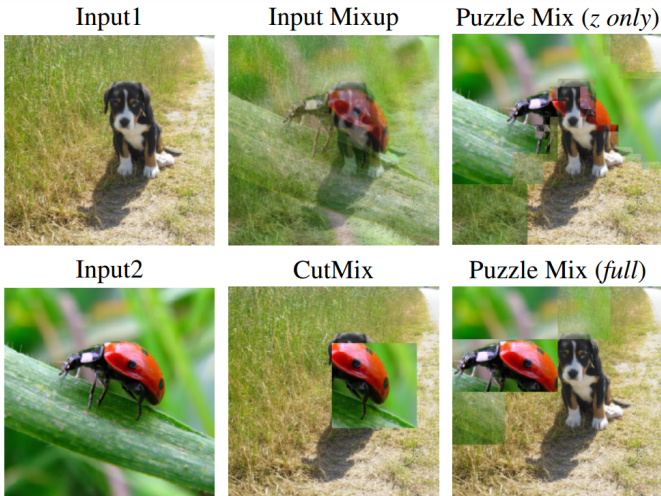 Input1
Input Mixup
Puzzle Mix (z only)
Input2
CutMix
Puzzle Mix (full)